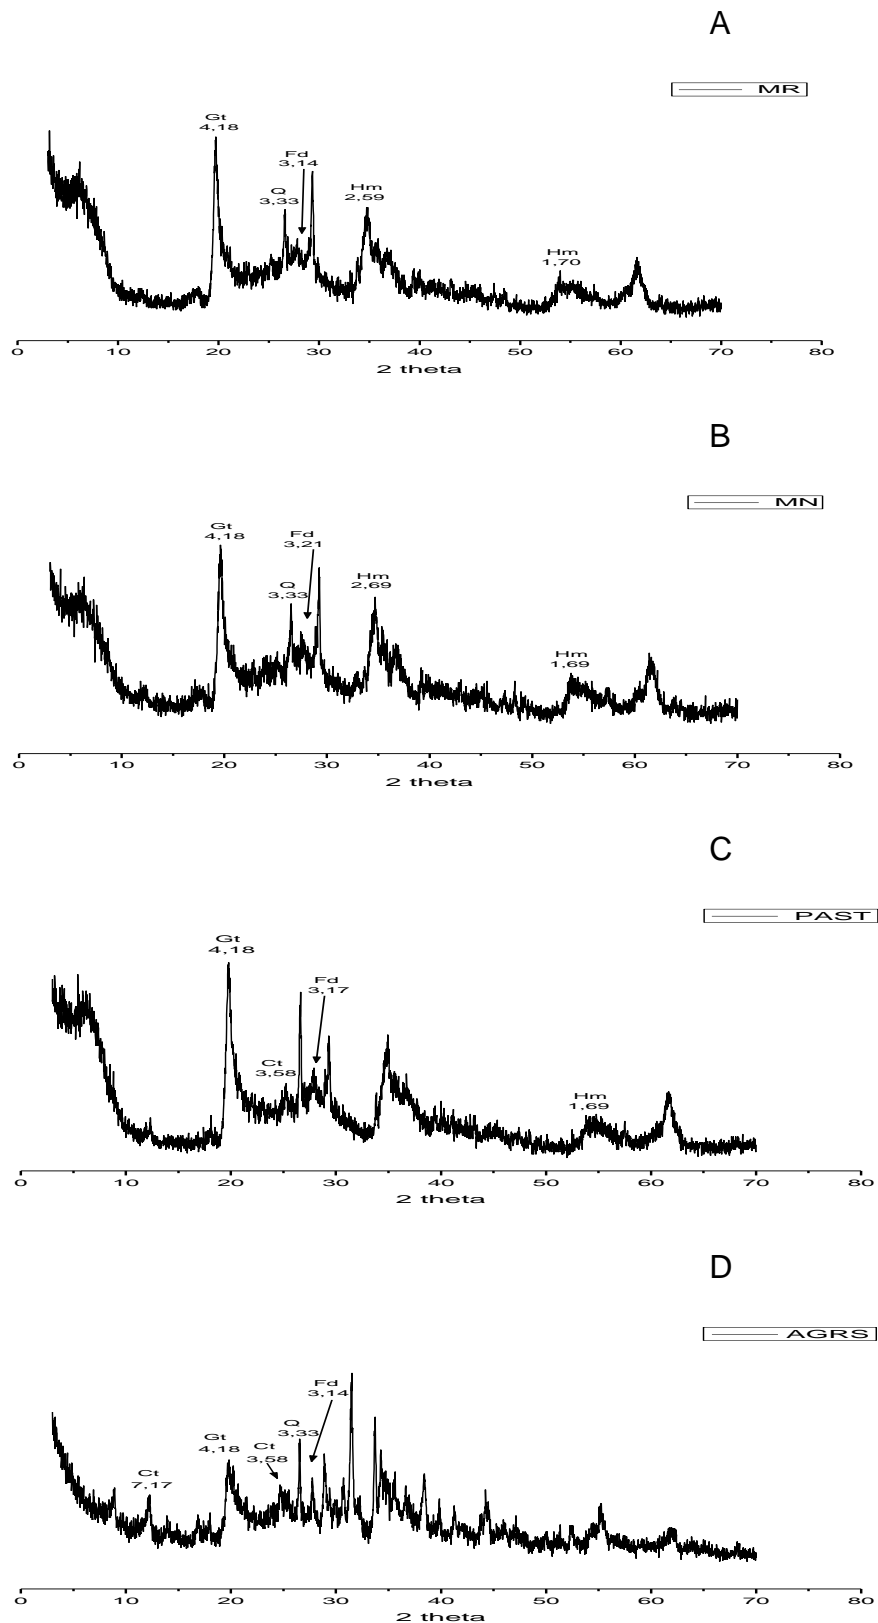 A
MR
Gt
4,18
Fd
3,14
Q
3,33
Hm
2,59
Hm
1,70
0 10 20 30 40 50 60 70 80
2 theta
B
MN
Gt
4,18
Fd
3,21
Q
3,33
Hm
2,69
Hm
1,69
0 10 20 30 40 50 60 70 80
2 theta
C
PAST
Gt
4,18
Fd
3,17
Ct
3,58
Hm
1,69
0 10 20 30 40 50 60 70 80
2 theta
D
AGRS
Fd
3,14
Q
3,33
Gt
4,18
Ct
3,58
Ct
7,17
0 10 20 30 40 50 60 70 80
2 theta